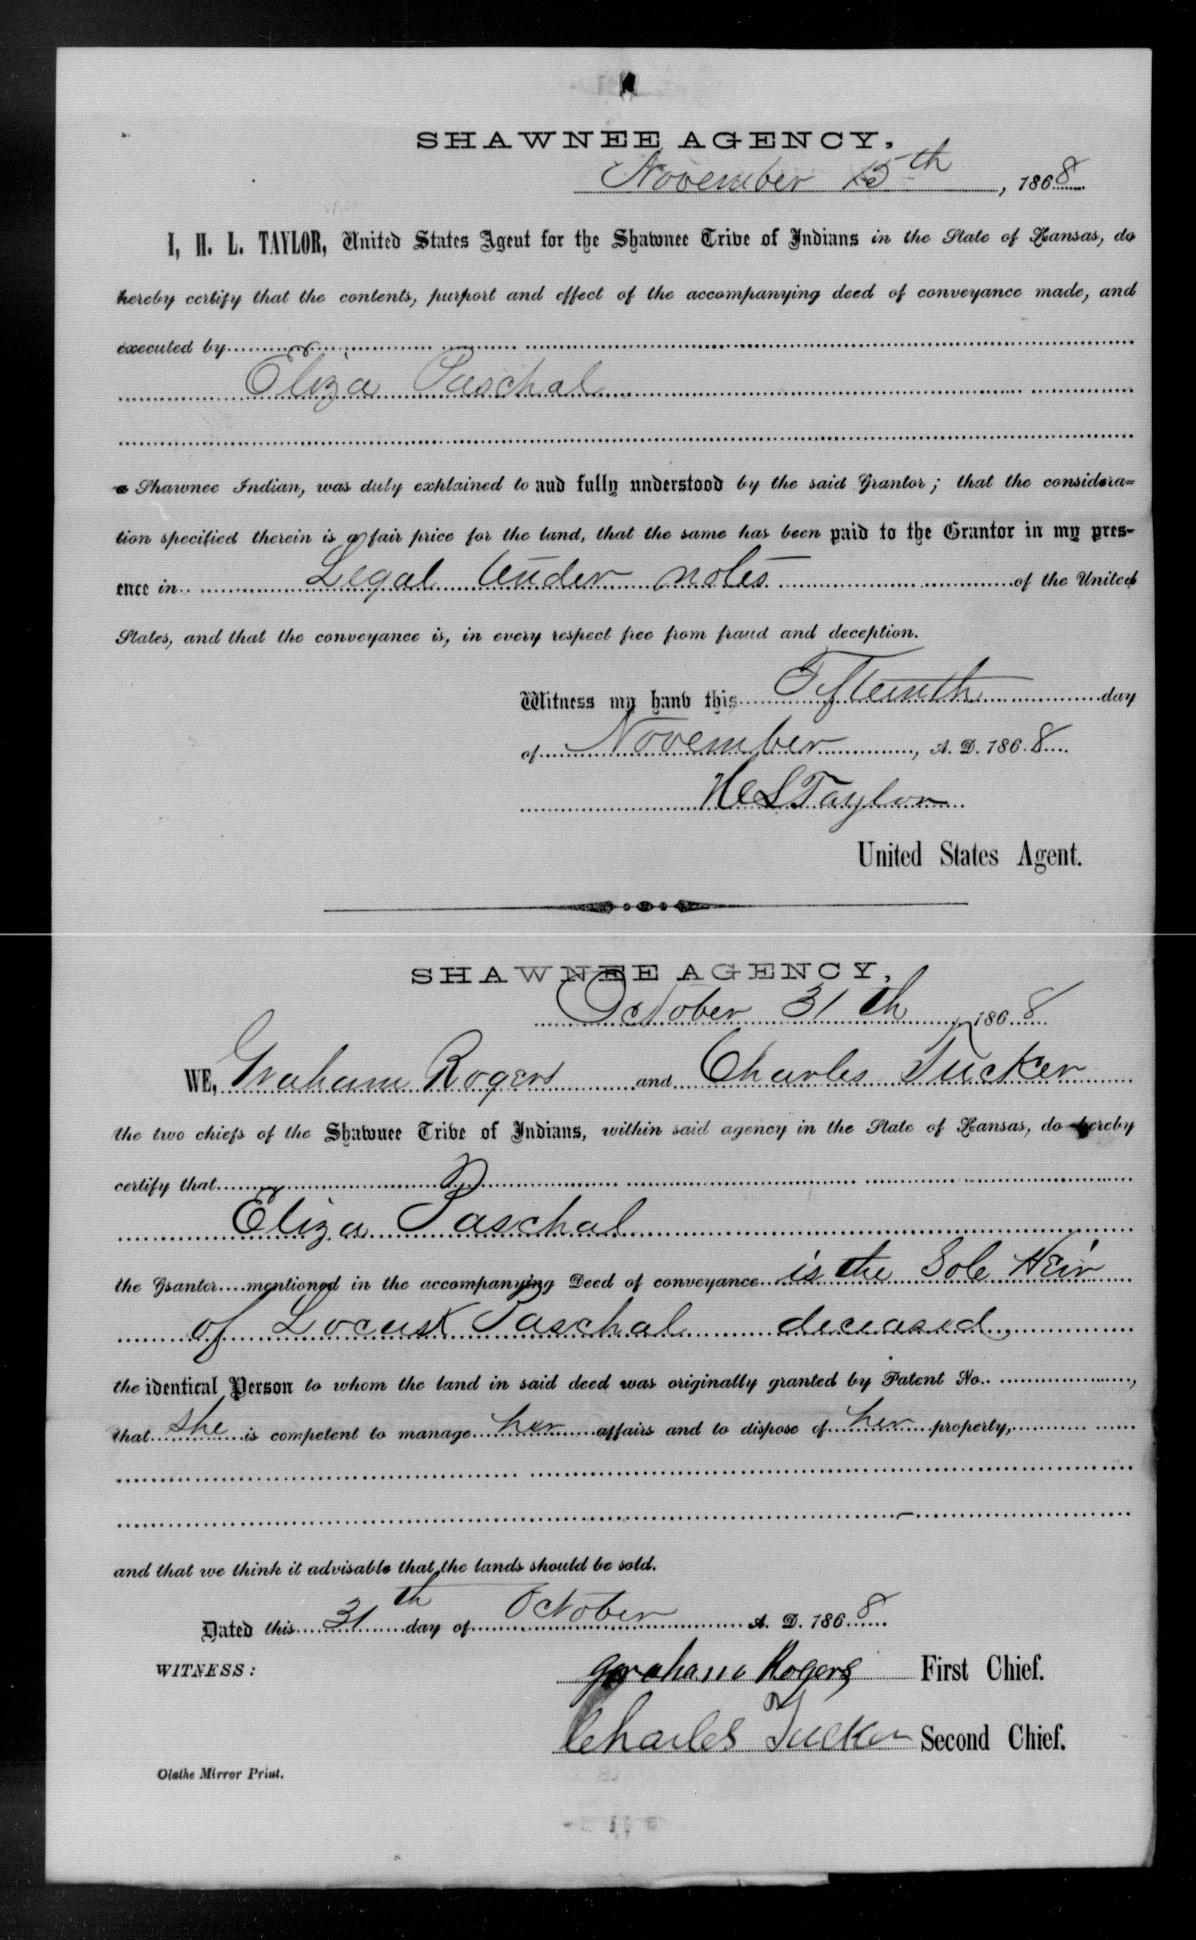 SHAWNEE AGENCY,
November 15th, 1868
I, H. L. TAYLOR, United States Agent for the Shawnee Tribe of Indians in the State of Kansas, do
hereby certify that the contents, purport and effect of the accompanying deed of conveyance made, and
executed by
Eliza Paschal
a Shawnee Indian, was duly explained to and fully understood by the said Grantor; that the considera=
tion specified therein is a fair price for the land, that the same has been paid to the Grantor in my pres-
ence in Legal tender notes of the United
States, and that the conveyance is, in every respect free from fraud and deception.
Witness my hand this Fifteenth day
of November, A. D. 1868
H L Taylor
United States Agent.
SHAWNEE AGENCY,
October 31th, 1868
WE, Graham Rogers and Charles Tucker
the two chiefs of the Shawnee Tribe of Indians, within said agency in the State of Kansas, do hereby
certify that
Eliza Paschal
the Grantor mentioned in the accompanying Deed of conveyance is the Sole Heir
of Locust Paschal deceased,
the identical Person to whom the land in said deed was originally granted by Patent No. ,
that she is competent to manage her affairs and to dispose of her property,
and that we think it advisable that the lands should be sold.
Dated this 31th day of October A. D. 1868
WITNESS:
Graham Rogers First Chief.
Charles Tucker Second Chief.
Olathe Mirror Print.